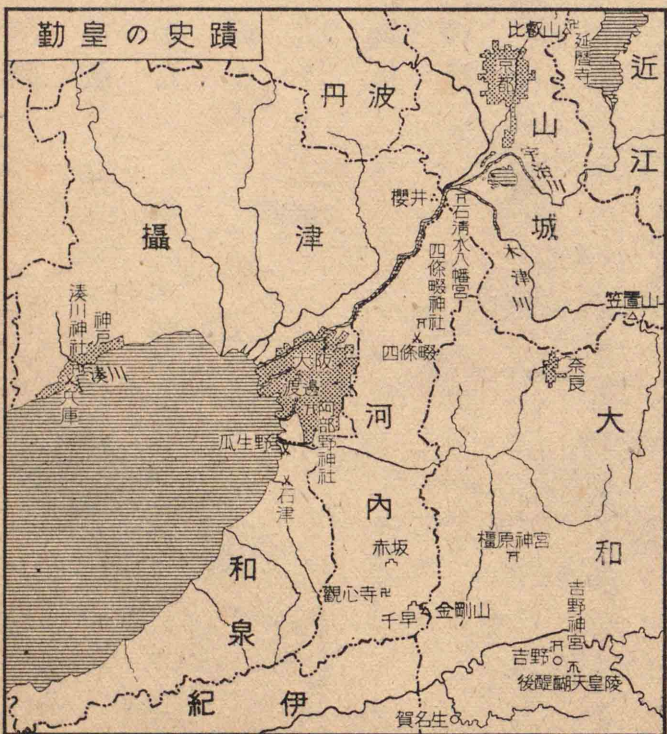 勤皇の史蹟
比叡山
延暦寺
近江
京都
丹波
山城
宇治川
櫻井
石清水八幡宮
木津川
攝津
四條畷神社
笠置山
湊川神社
神戸
湊川
兵庫
四條畷
奈良
大阪
渡邊
河内
大和
阿部野神社
瓜生野
石津
赤坂
橿原神宮
和泉
觀心寺
千早
金剛山
吉野神宮
吉野
後醍醐天皇陵
紀伊
賀名生